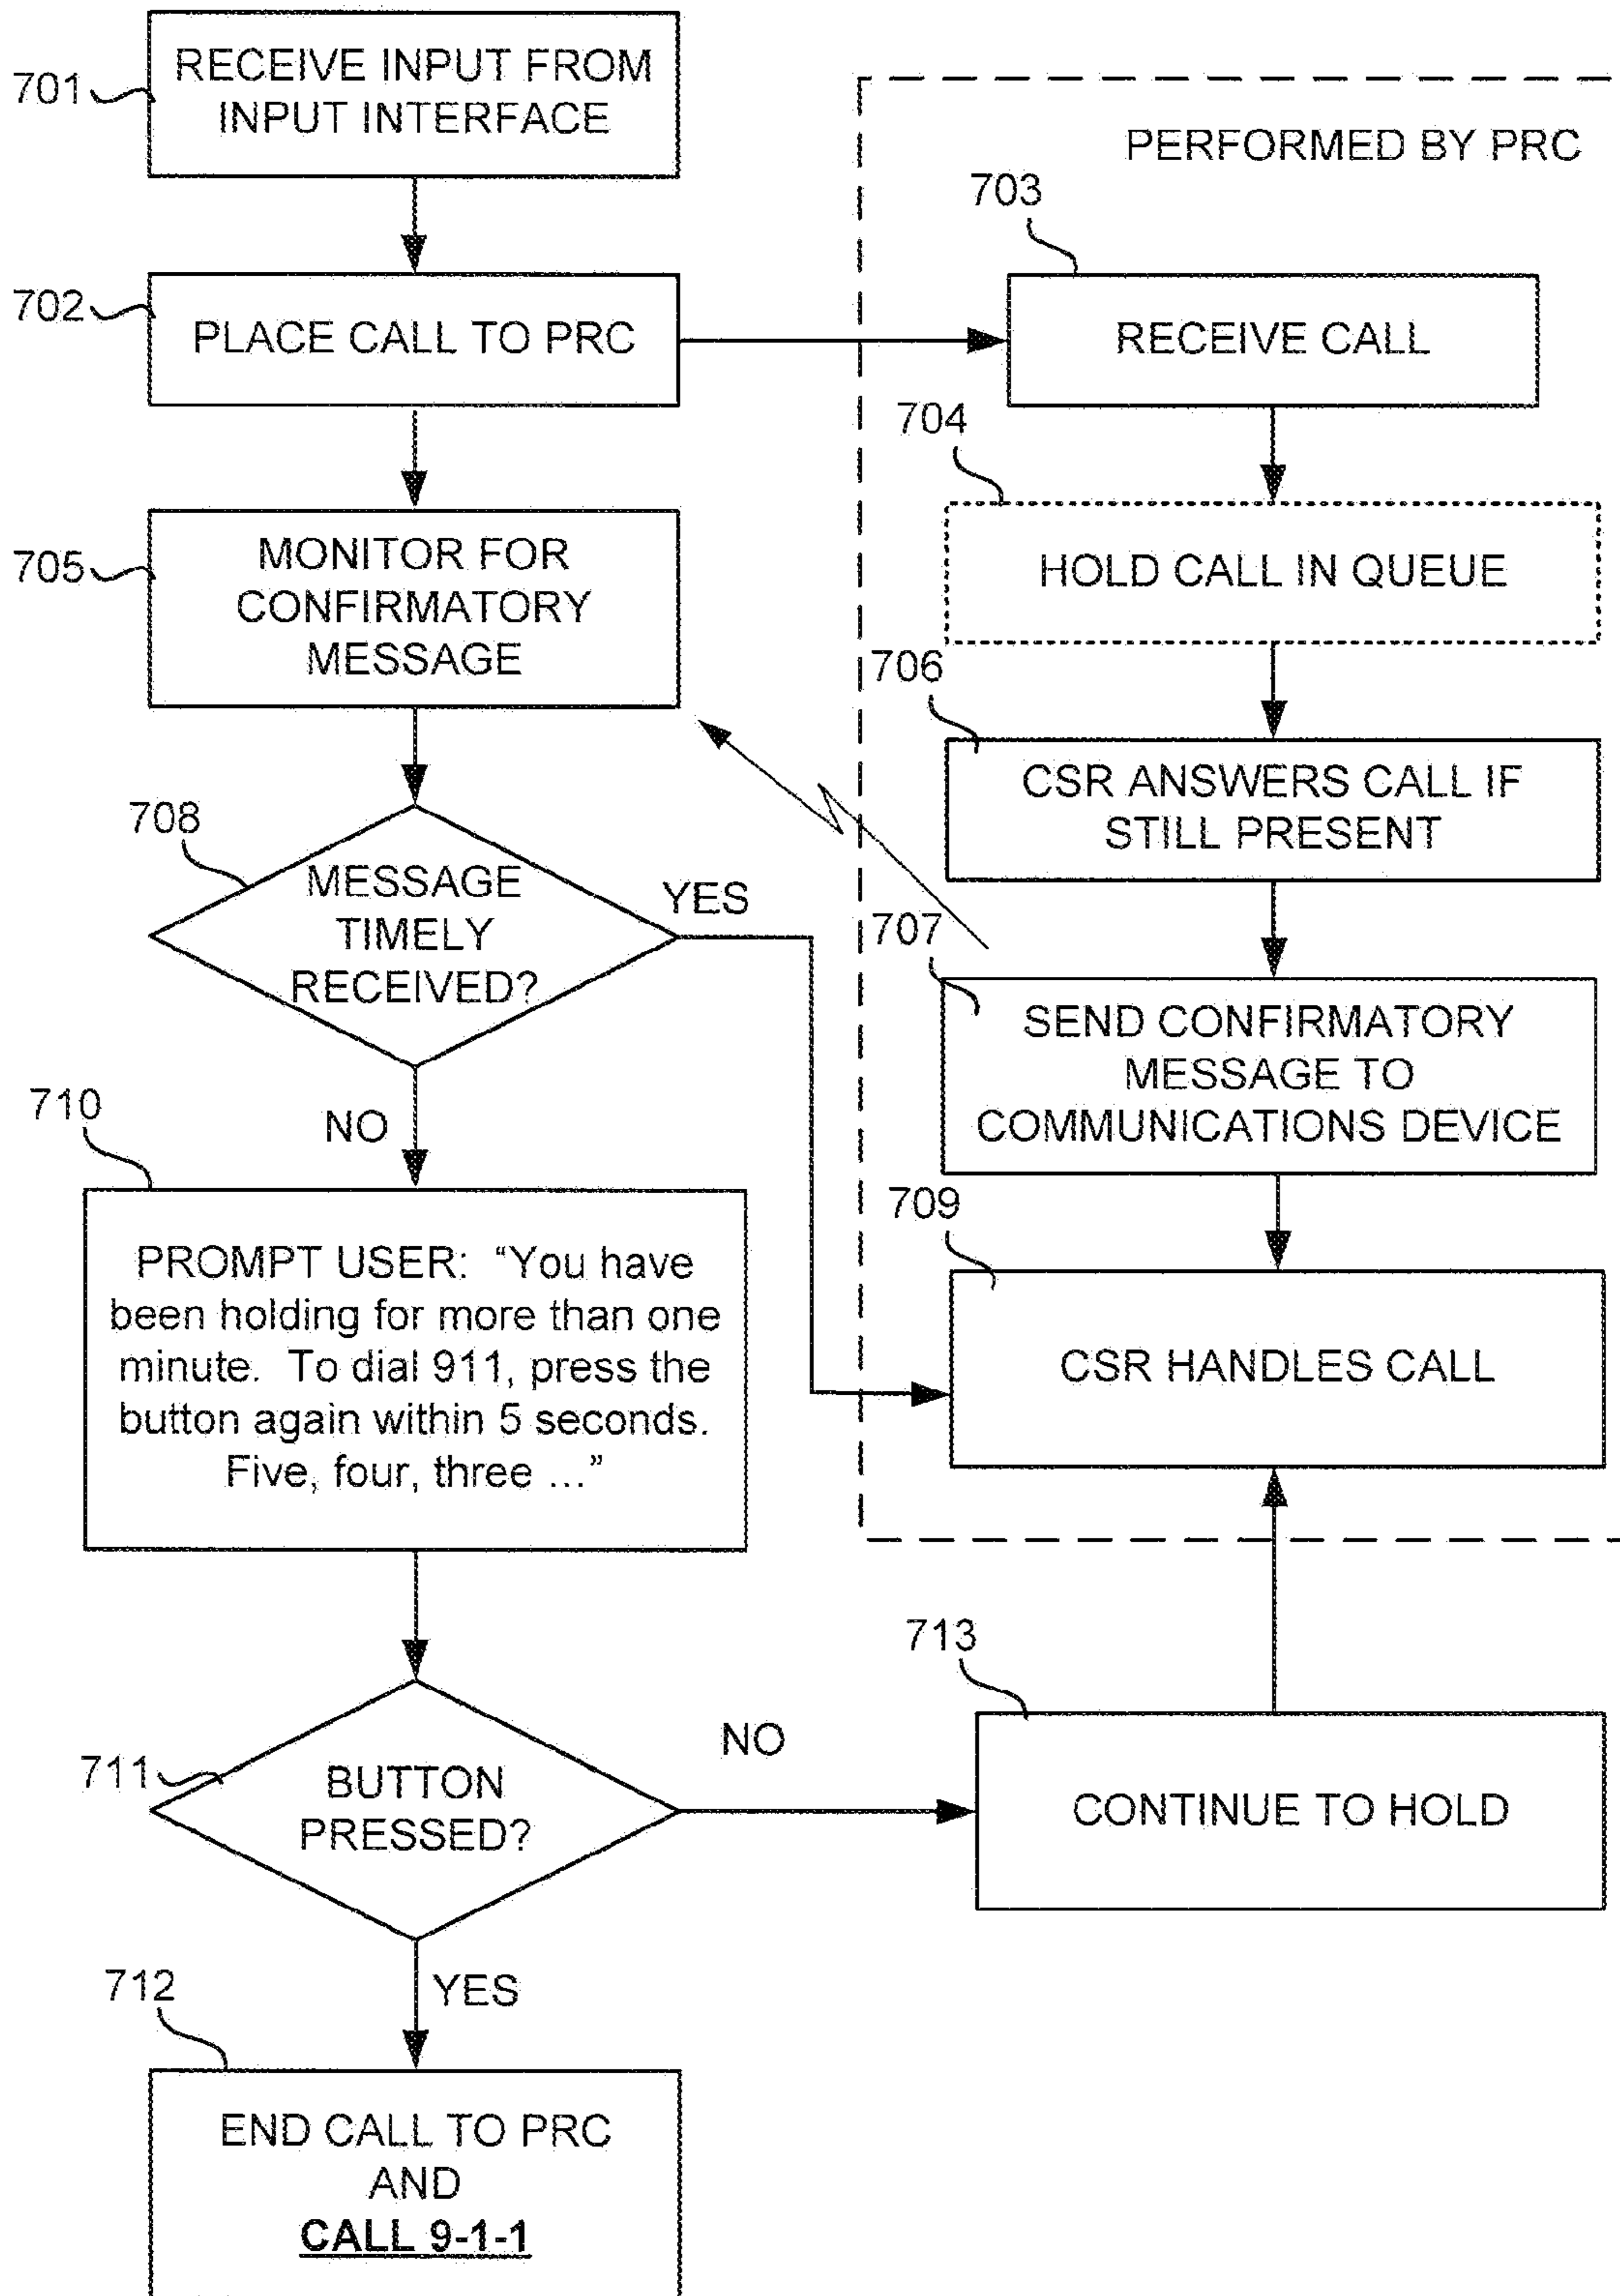 701
RECEIVE INPUT FROM
INPUT INTERFACE
PERFORMED BY PRC
702
PLACE CALL TO PRC
703
RECEIVE CALL
704
HOLD CALL IN QUEUE
705
MONITOR FOR
CONFIRMATORY
MESSAGE
706
CSR ANSWERS CALL IF
STILL PRESENT
707
SEND CONFIRMATORY
MESSAGE TO
COMMUNICATIONS DEVICE
708
MESSAGE
TIMELY
RECEIVED?
YES
NO
709
CSR HANDLES CALL
710
PROMPT USER: “You have
been holding for more than one
minute. To dial 911, press the
button again within 5 seconds.
Five, four, three ...”
711
BUTTON
PRESSED?
NO
713
CONTINUE TO HOLD
YES
712
END CALL TO PRC
AND
CALL 9-1-1